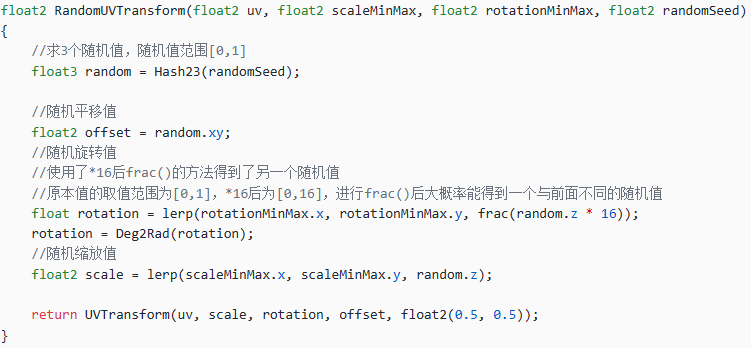 float2 RandomUVTransform(float2 uv, float2 scaleMinMax, float2 rotationMinMax, float2 randomSeed)
{
    //求3个随机值，随机值范围[0,1]
    float3 random = Hash23(randomSeed);

    //随机平移值
    float2 offset = random.xy;
    //随机旋转值
    //使用了*16后frac()的方法得到了另一个随机值
    //原本值的取值范围为[0,1]，*16后为[0,16]，进行frac()后大概率能得到一个与前面不同的随机值
    float rotation = lerp(rotationMinMax.x, rotationMinMax.y, frac(random.z * 16));
    rotation = Deg2Rad(rotation);
    //随机缩放值
    float2 scale = lerp(scaleMinMax.x, scaleMinMax.y, random.z);

    return UVTransform(uv, scale, rotation, offset, float2(0.5, 0.5));
}